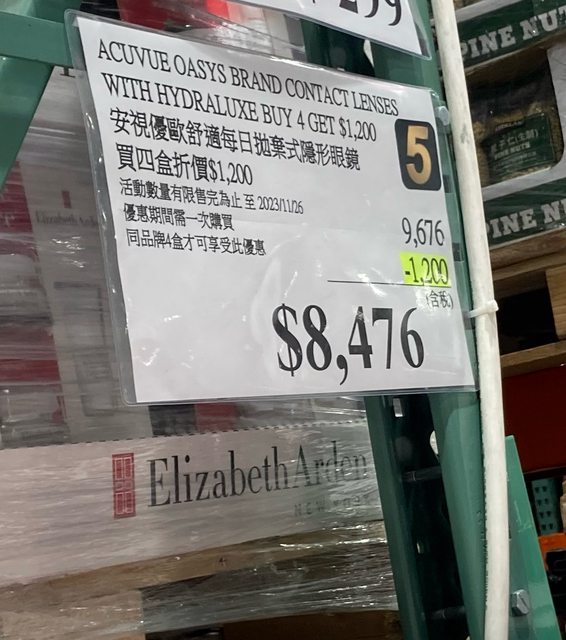 ACUVUE OASYS BRAND CONTACT LENSES
WITH HYDRALUXE BUY 4 GET $1,200
安視優歐舒適每日拋棄式隱形眼鏡
買四盒折價$1,200
活動數量有限售完為止 至 2023/11/26
優惠期間需一次購買
同品牌4盒才可享受此優惠
5
9,676
-1,200
(含稅)
$8,476
PINE NUT
PINE N
ElizabethArden
NEW YORK